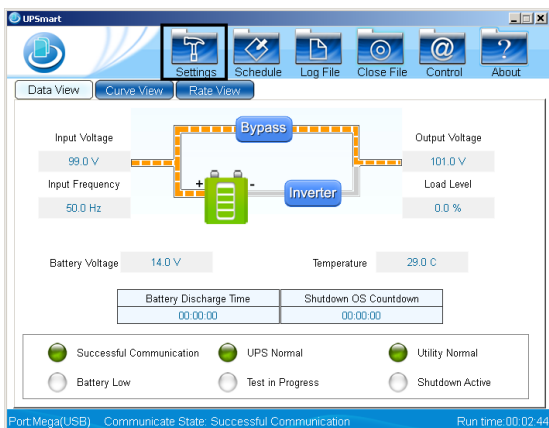 UPSmart
Settings Schedule Log File Close File Control About
Data View Curve View Rate View
Bypass
Input Voltage Output Voltage
99.0 V 101.0 V
Input Frequency + - Inverter Load Level
50.0 Hz 0.0 %
Battery Voltage 14.0 V Temperature 29.0 C
Battery Discharge Time Shutdown OS Countdown
00:00:00 00:00:00
Successful Communication UPS Normal Utility Normal
Battery Low Test in Progress Shutdown Active
Port:Mega(USB) Communicate State: Successful Communication Run time:00:02:44